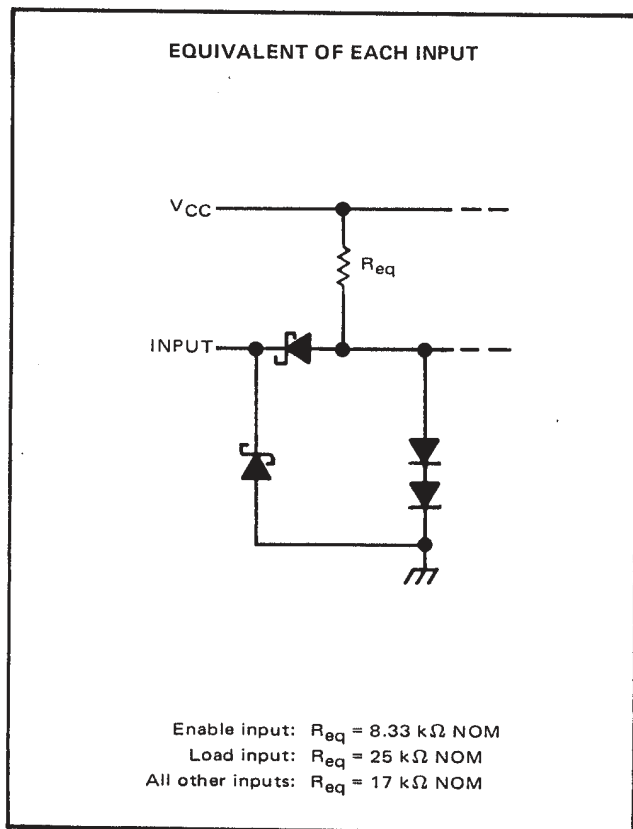 EQUIVALENT OF EACH INPUT
VCC
Req
INPUT
Enable input: Req = 8.33 kΩ NOM
Load input: Req = 25 kΩ NOM
All other inputs: Req = 17 kΩ NOM